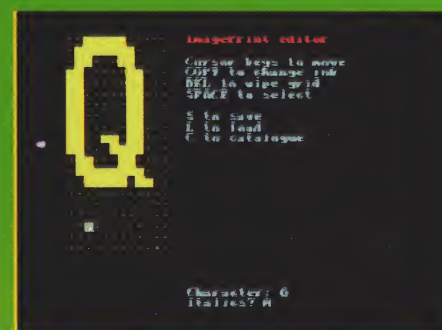 ImagePrint editor
Cursor keys to move
COPY to change ink
DEL to wipe grid
SPACE to select
S to save
L to load
C to catalogue
Character: Q
Italics? N